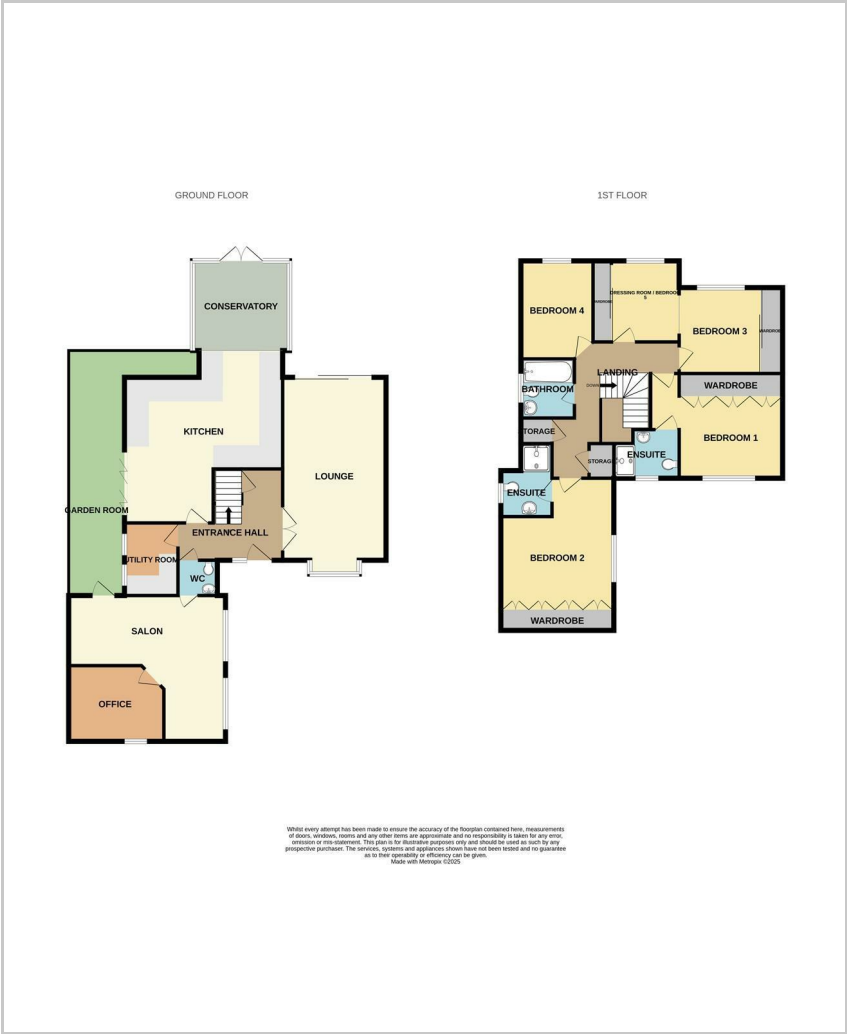 GROUND FLOOR
1ST FLOOR
CONSERVATORY
KITCHEN
LOUNGE
GARDEN ROOM
ENTRANCE HALL
UTILITY ROOM
WC
SALON
OFFICE
BEDROOM 4
WARDROBE
DRESSING ROOM / BEDROOM
5
BEDROOM 3
WARDROBE
LANDING
DOWN
BATHROOM
WARDROBE
STORAGE
BEDROOM 1
STORAGE
ENSUITE
ENSUITE
BEDROOM 2
WARDROBE
Whilst every attempt has been made to ensure the accuracy of the floorplan contained here, measurements
of doors, windows, rooms and any other items are approximate and no responsibility is taken for any error,
omission or mis-statement. This plan is for illustrative purposes only and should be used as such by any
prospective purchaser. The services, systems and appliances shown have not been tested and no guarantee
as to their operability or efficiency can be given.
Made with Metropix ©2025